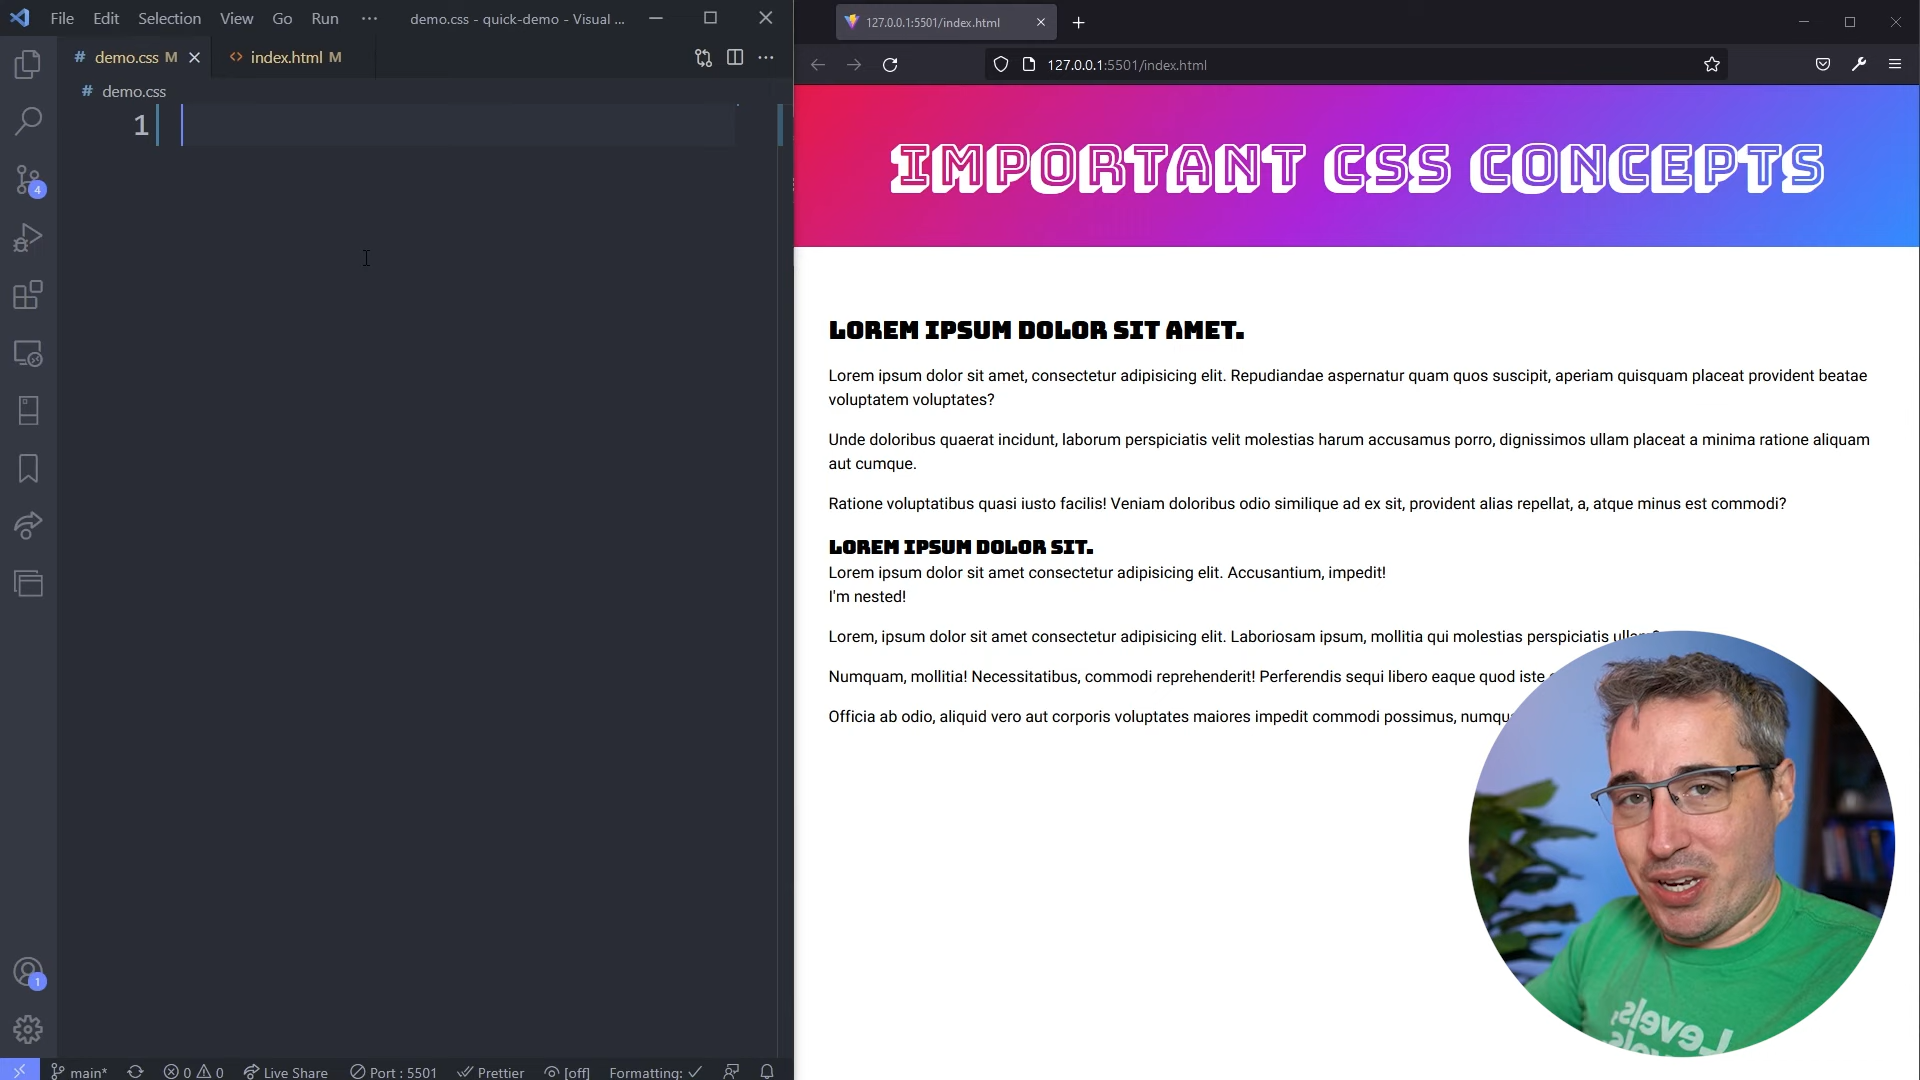 File Edit Selection View Go Run ··· demo.css - quick-demo - Visual ...
# demo.css M
<> index.html M
# demo.css
1
4
1
main*
0 0
Live Share
Port : 5501
Prettier
[off]
Formatting:
127.0.0.1:5501/index.html
127.0.0.1:5501/index.html
IMPORTANT CSS CONCEPTS
LOREM IPSUM DOLOR SIT AMET.
Lorem ipsum dolor sit amet, consectetur adipisicing elit. Repudiandae aspernatur quam quos suscipit, aperiam quisquam placeat provident beatae
voluptatem voluptates?
Unde doloribus quaerat incidunt, laborum perspiciatis velit molestias harum accusamus porro, dignissimos ullam placeat a minima ratione aliquam
aut cumque.
Ratione voluptatibus quasi iusto facilis! Veniam doloribus odio similique ad ex sit, provident alias repellat, a, atque minus est commodi?
LOREM IPSUM DOLOR SIT.
Lorem ipsum dolor sit amet consectetur adipisicing elit. Accusantium, impedit!
I'm nested!
Lorem, ipsum dolor sit amet consectetur adipisicing elit. Laboriosam ipsum, mollitia qui molestias perspiciatis
Numquam, mollitia! Necessitatibus, commodi reprehenderit! Perferendis sequi libero eaque quod iste
Officia ab odio, aliquid vero aut corporis voluptates maiores impedit commodi possimus,
Levels,